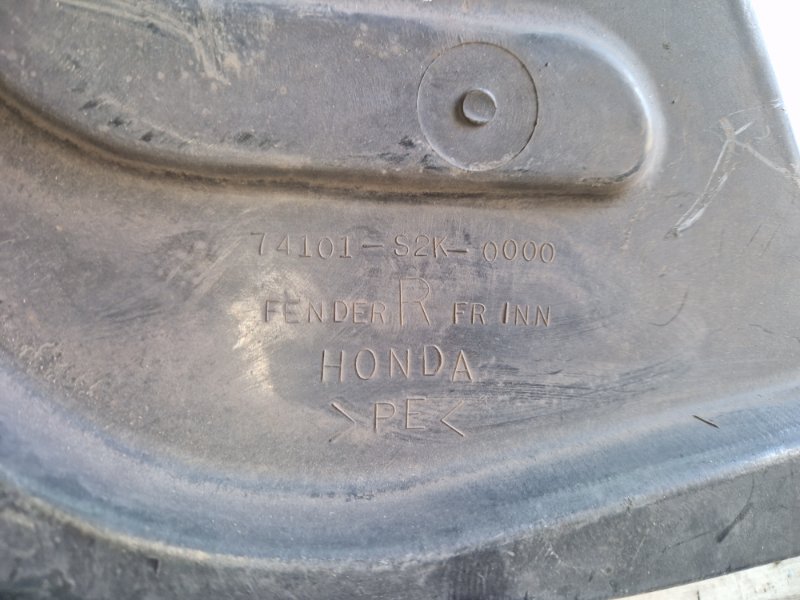 74101-S2K-0000
FENDER R FR INN
HONDA
>PE<